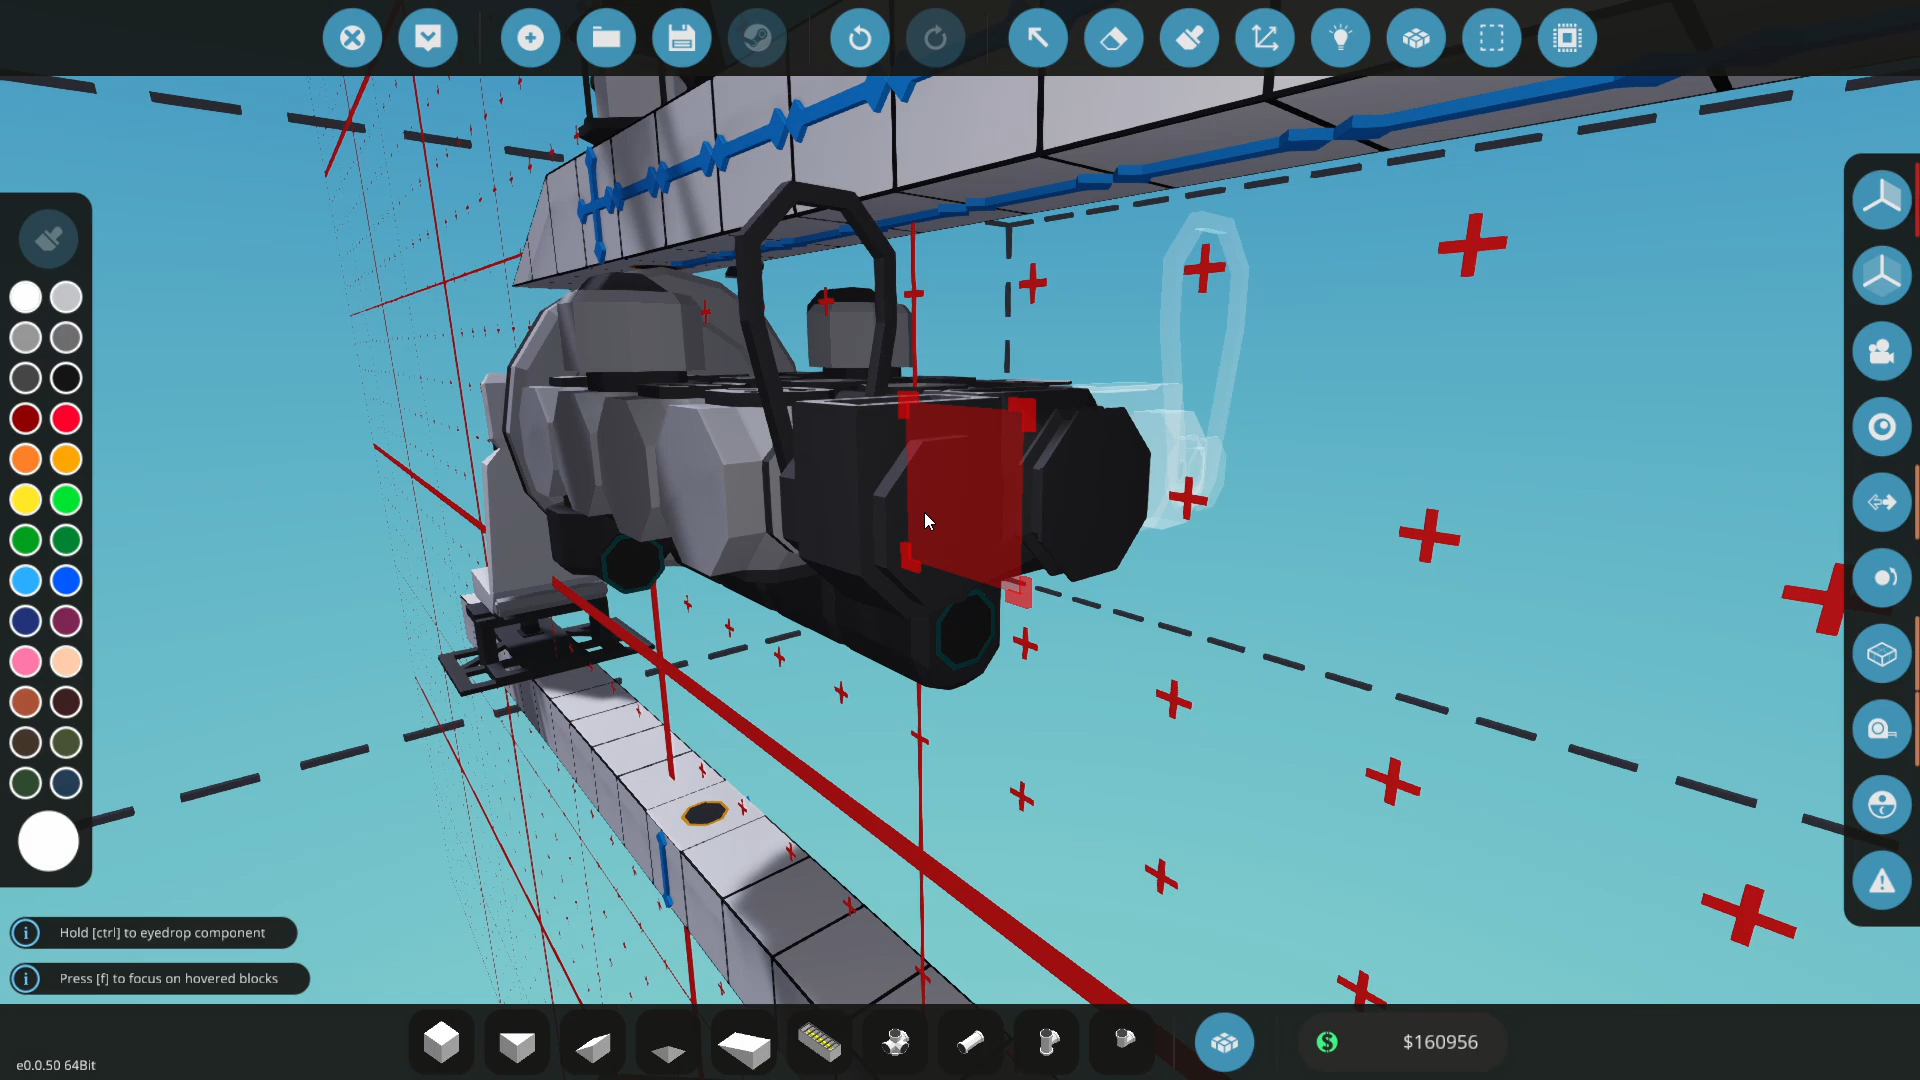 Hold [ctrl] to eyedrop component
Press [f] to focus on hovered blocks
$160956
e0.0.50 64Bit